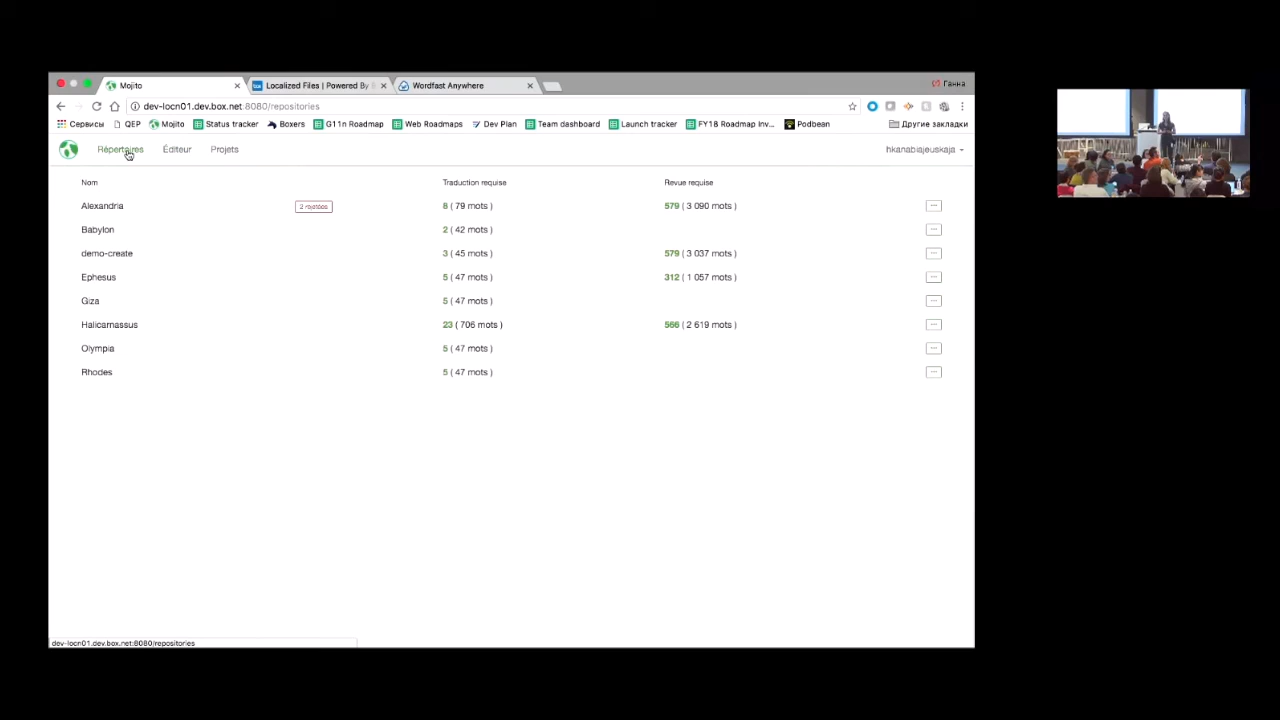 Mojito
Localized Files | Powered By B
Wordfast Anywhere
Ганна
dev-locn01.dev.box.net:8080/repositories
Сервисы QEP Mojito Status tracker Boxers G11n Roadmap Web Roadmaps Dev Plan Team dashboard Launch tracker FY18 Roadmap Inv... Podbean Другие закладки
Répertoires Éditeur Projets hkanabiajeuskaja
Nom Traduction requise Revue requise
Alexandria 2 rejetées 8 ( 79 mots ) 579 ( 3 090 mots )
Babylon 2 ( 42 mots )
demo-create 3 ( 45 mots ) 579 ( 3 037 mots )
Ephesus 5 ( 47 mots ) 312 ( 1 057 mots )
Giza 5 ( 47 mots )
Halicarnassus 23 ( 706 mots ) 566 ( 2 619 mots )
Olympia 5 ( 47 mots )
Rhodes 5 ( 47 mots )
dev-locn01.dev.box.net:8080/repositories